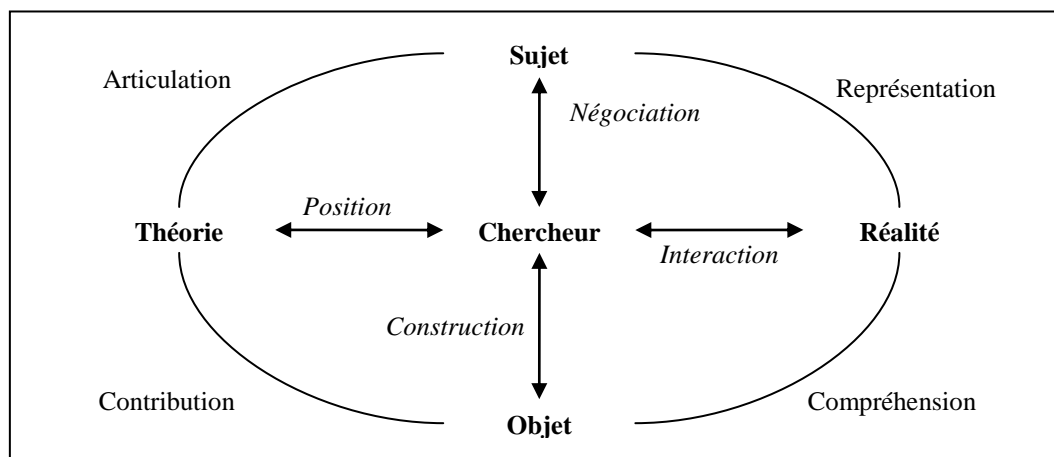 Sujet
Articulation
Représentation
Négociation
Position
Théorie
Chercheur
Réalité
Interaction
Construction
Contribution
Compréhension
Objet